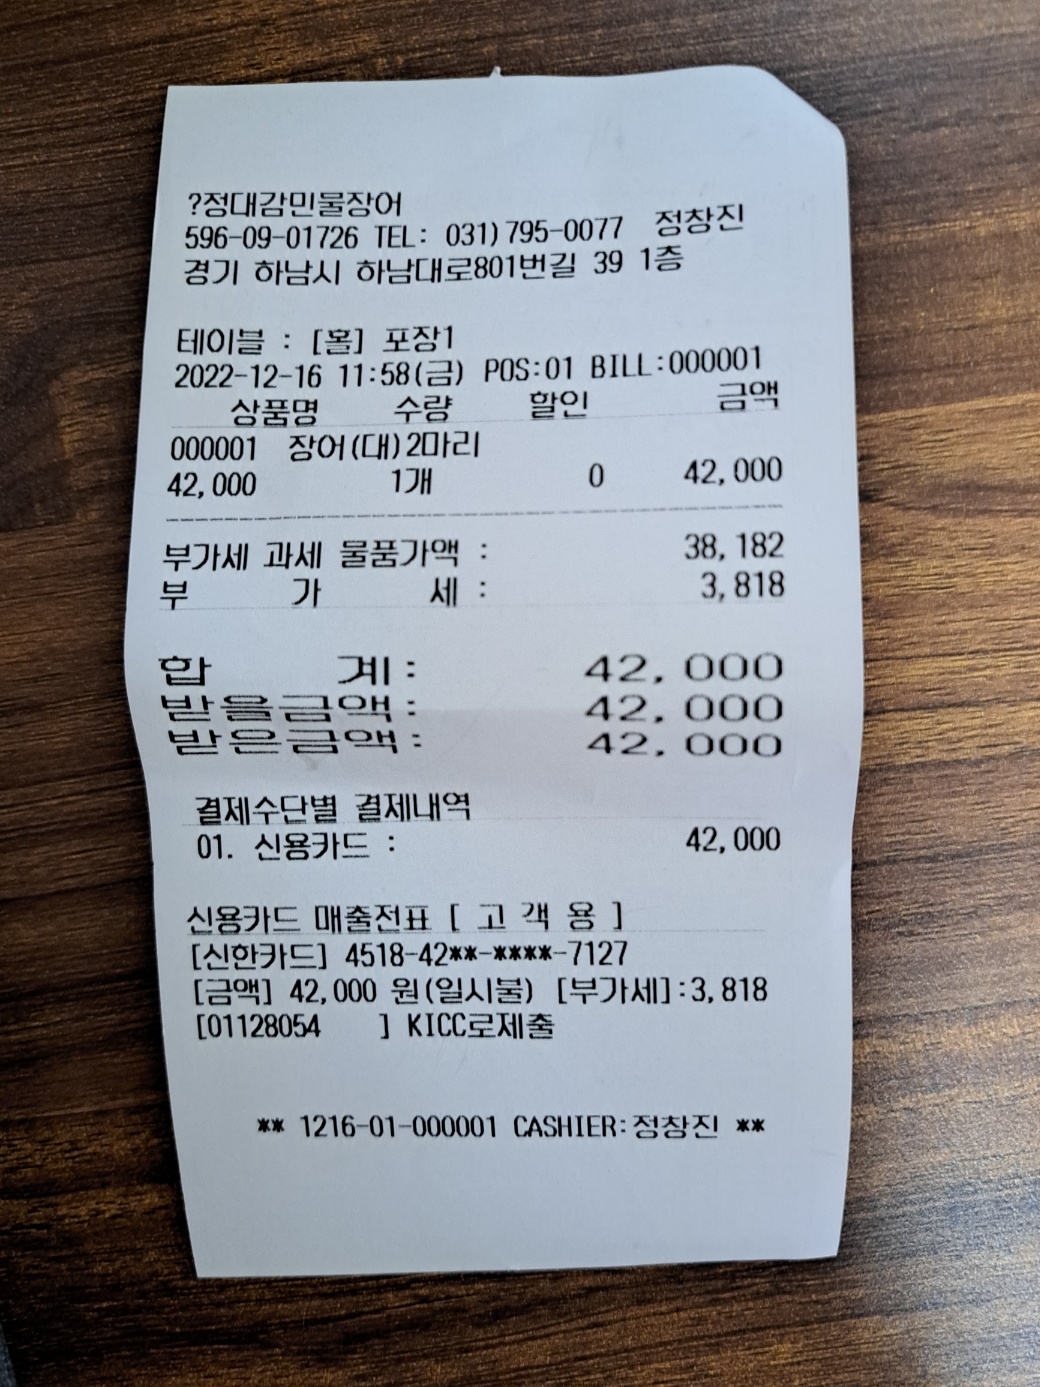 ?정대감민물장어
596-09-01726 TEL: 031)795-0077 정창진
경기 하남시 하남대로801번길 39 1층
테이블 : [홀] 포장1
2022-12-16 11:58(금) POS:01 BILL:000001
상품명 수량 할인 금액
000001 장어(대)2마리
42,000 1개 0 42,000
부가세 과세 물품가액 : 38,182
부 가 세 : 3,818
합 계: 42,000
받을금액: 42,000
받은금액: 42,000
결제수단별 결제내역
01. 신용카드 : 42,000
신용카드 매출전표 [ 고 객 용 ]
[신한카드] 4518-42**-****-7127
[금액] 42,000 원(일시불) [부가세]:3,818
[01128054 ] KICC로제출
** 1216-01-000001 CASHIER:정창진 **